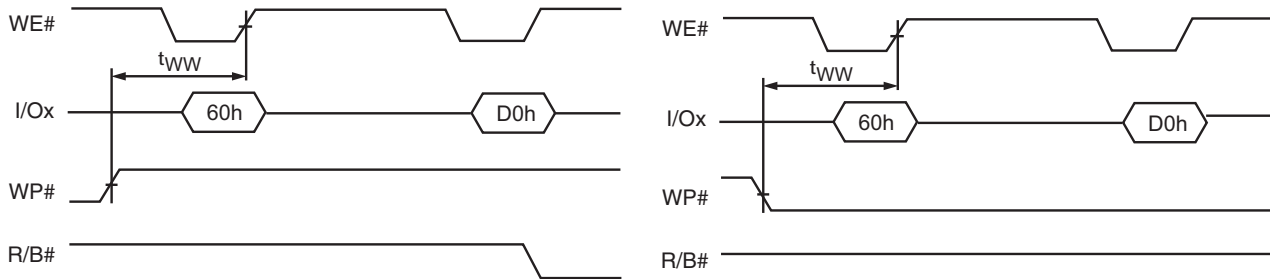 WE#
tWW
I/Ox
60h
D0h
WP#
R/B#
WE#
tWW
I/Ox
60h
D0h
WP#
R/B#